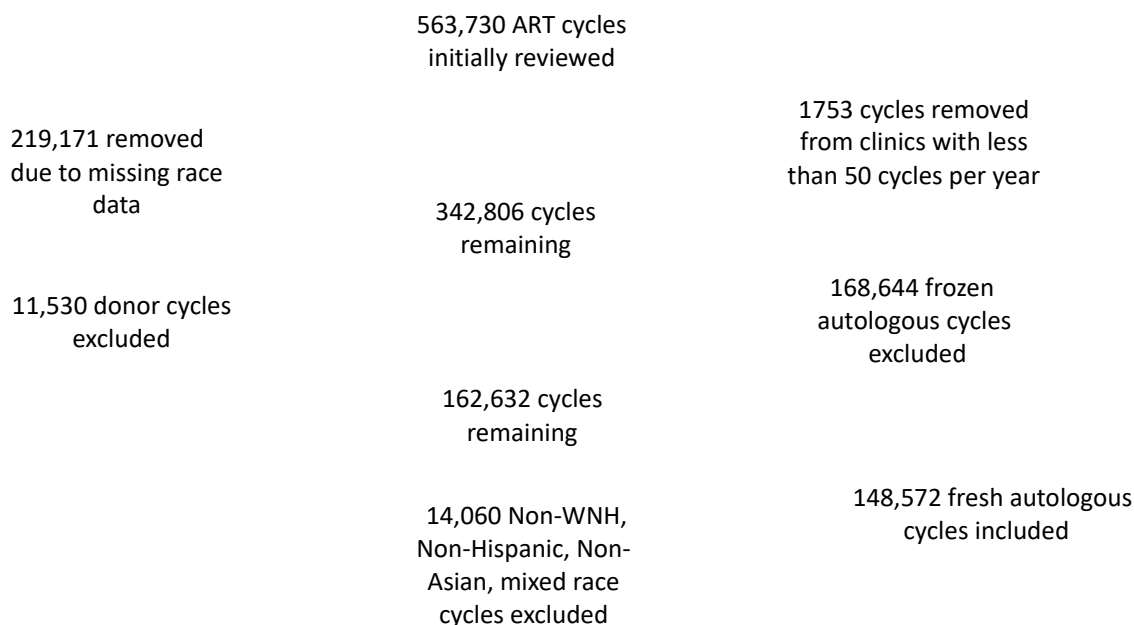 563,730 ART cycles
initially reviewed
219,171 removed
due to missing race
data
1753 cycles removed
from clinics with less
than 50 cycles per year
342,806 cycles
remaining
11,530 donor cycles
excluded
168,644 frozen
autologous cycles
excluded
162,632 cycles
remaining
14,060 Non-WNH,
Non-Hispanic, Non-
Asian, mixed race
cycles excluded
148,572 fresh autologous
cycles included